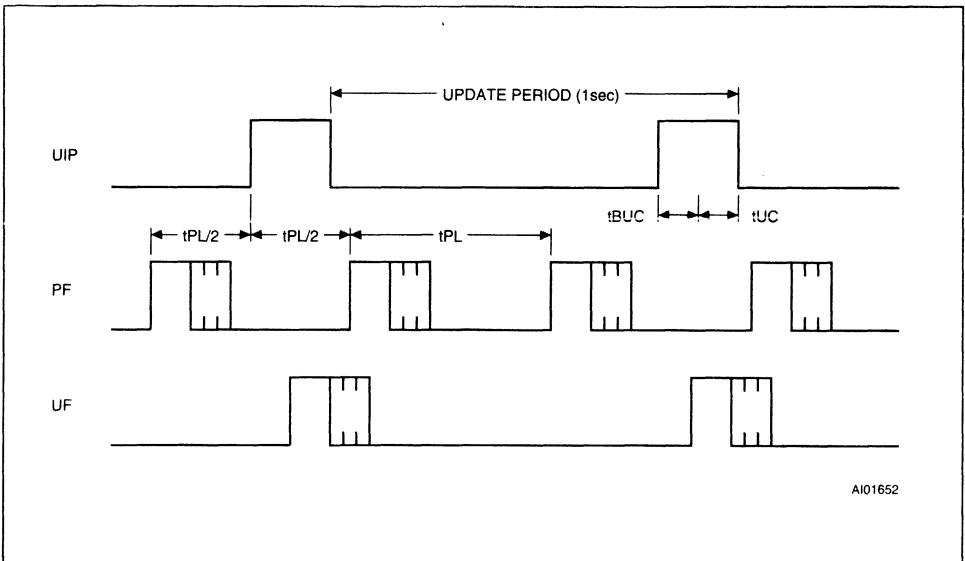 UPDATE PERIOD (1sec)
UIP
tBUC
tUC
tPL/2
tPL/2
tPL
PF
UF
AI01652